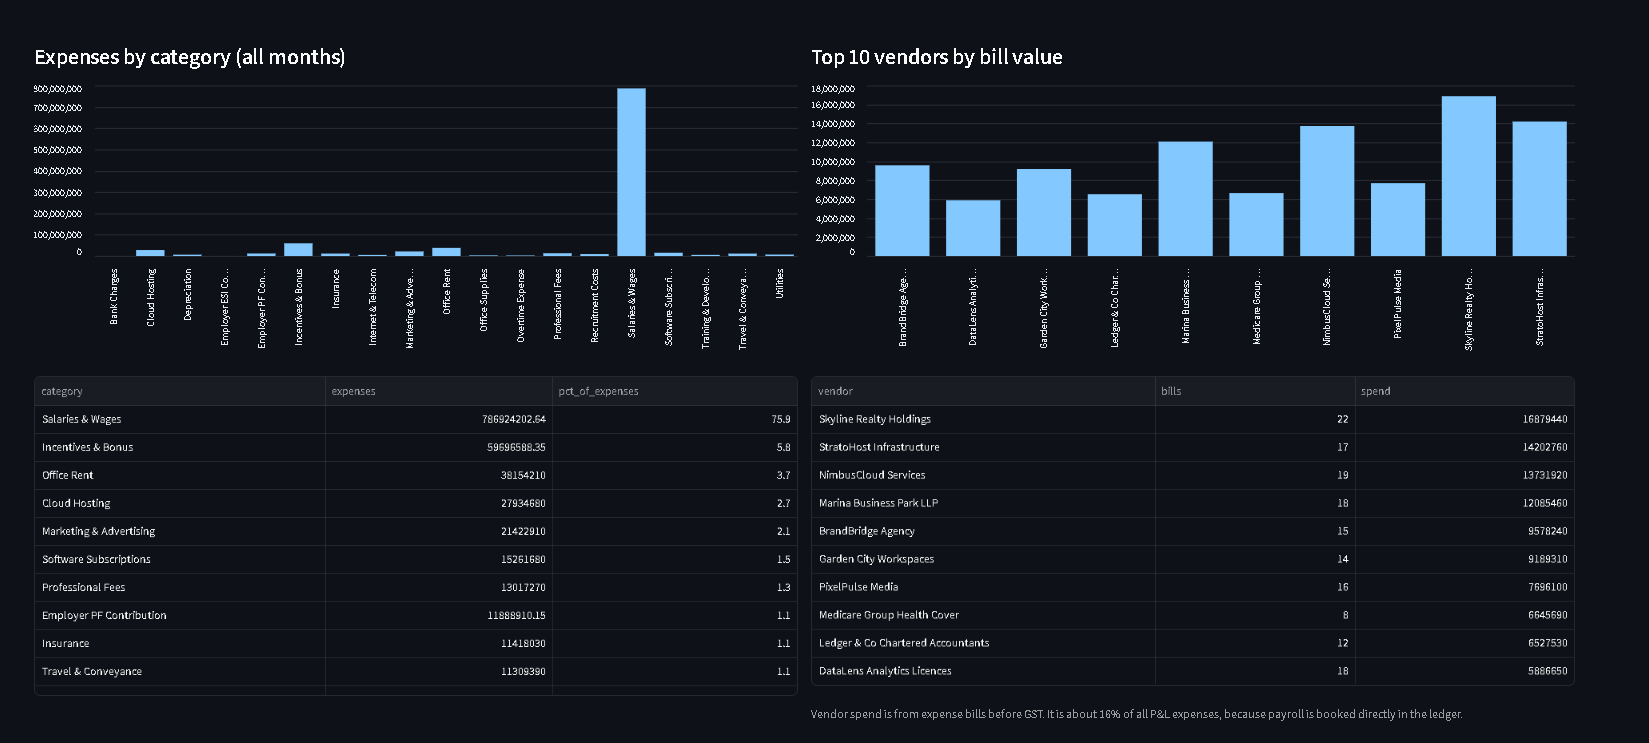 Expenses by category (all months)
800,000,000
700,000,000
600,000,000
500,000,000
400,000,000
300,000,000
200,000,000
100,000,000
0
Bank Charges
Cloud Hosting
Depreciation
Employer ESI Co…
Employer PF Con…
Incentives & Bonus
Insurance
Internet & Telecom
Marketing & Adve…
Office Rent
Office Supplies
Overtime Expense
Professional Fees
Recruitment Costs
Salaries & Wages
Software Subscri…
Training & Develo…
Travel & Conveya…
Utilities
category expenses pct_of_expenses
Salaries & Wages 786924202.64 75.9
Incentives & Bonus 59696588.35 5.8
Office Rent 38154210 3.7
Cloud Hosting 27934680 2.7
Marketing & Advertising 21422910 2.1
Software Subscriptions 15261680 1.5
Professional Fees 13017270 1.3
Employer PF Contribution 11888910.15 1.1
Insurance 11418030 1.1
Travel & Conveyance 11309390 1.1
Top 10 vendors by bill value
18,000,000
16,000,000
14,000,000
12,000,000
10,000,000
8,000,000
6,000,000
4,000,000
2,000,000
0
BrandBridge Age…
DataLens Analyti…
Garden City Work…
Ledger & Co Char…
Marina Business …
Medicare Group …
NimbusCloud Se…
PixelPulse Media
Skyline Realty Ho…
StratoHost Infras…
vendor bills spend
Skyline Realty Holdings 22 16879440
StratoHost Infrastructure 17 14202760
NimbusCloud Services 19 13731920
Marina Business Park LLP 18 12085460
BrandBridge Agency 15 9578240
Garden City Workspaces 14 9189310
PixelPulse Media 16 7696100
Medicare Group Health Cover 8 6645690
Ledger & Co Chartered Accountants 12 6527530
DataLens Analytics Licences 18 5886650
Vendor spend is from expense bills before GST. It is about 16% of all P&L expenses, because payroll is booked directly in the ledger.